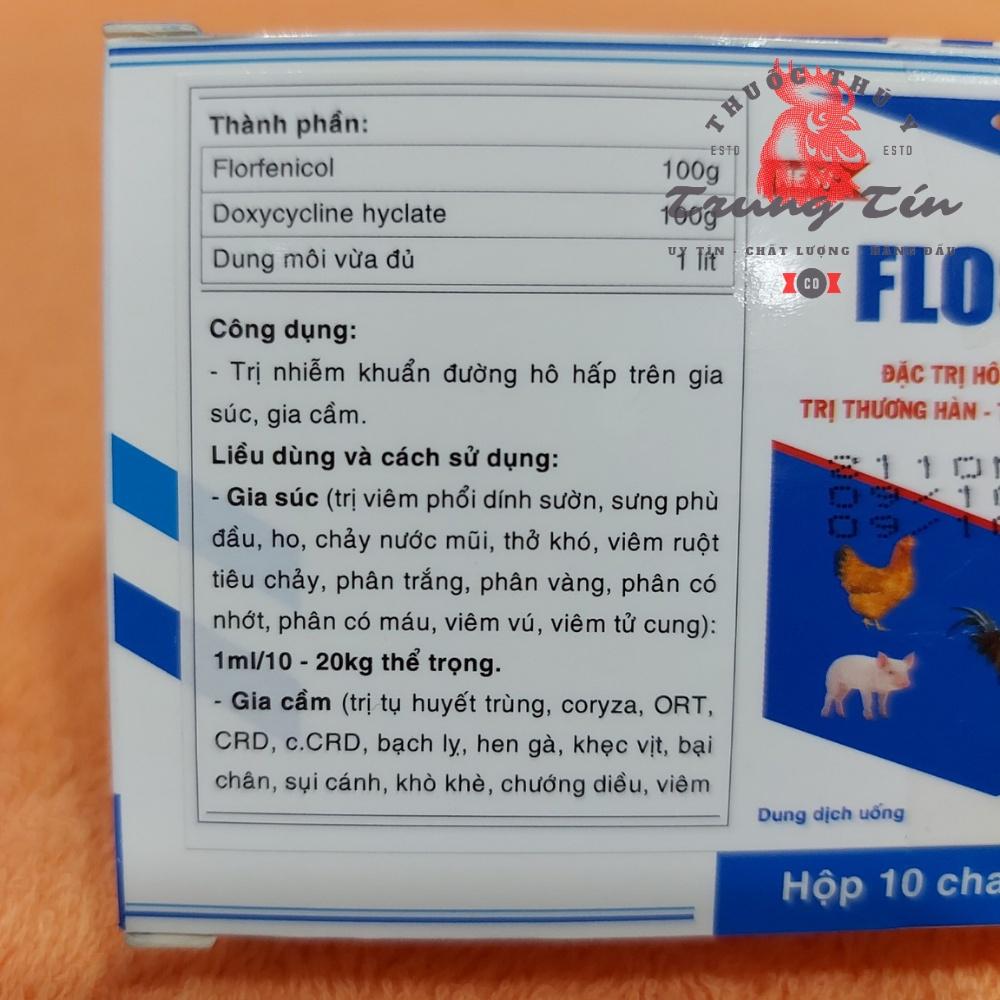 Thành phần:
Florfenicol 100g
Doxycycline hyclate 100g
Dung môi vừa đủ 1 lít
Công dụng:
- Trị nhiễm khuẩn đường hô hấp trên gia
súc, gia cầm.
Liều dùng và cách sử dụng:
- Gia súc (trị viêm phổi dính sườn, sưng phù
đầu, ho, chảy nước mũi, thở khó, viêm ruột
tiêu chảy, phân trắng, phân vàng, phân có
nhớt, phân có máu, viêm vú, viêm tử cung):
1ml/10 - 20kg thể trọng.
- Gia cầm (trị tụ huyết trùng, coryza, ORT,
CRD, c.CRD, bạch lỵ, hen gà, khẹc vịt, bại
chân, sụi cánh, khò khè, chướng diều, viêm
THUỐC THÚ Y
ESTD ESTD
Trung Tín
UY TÍN - CHẤT LƯỢNG - HÀNG ĐẦU
CO
FLO
ĐẶC TRỊ HÔ
TRỊ THƯƠNG HÀN -
2110
09/1
09/1
Dung dịch uống
Hộp 10 cha